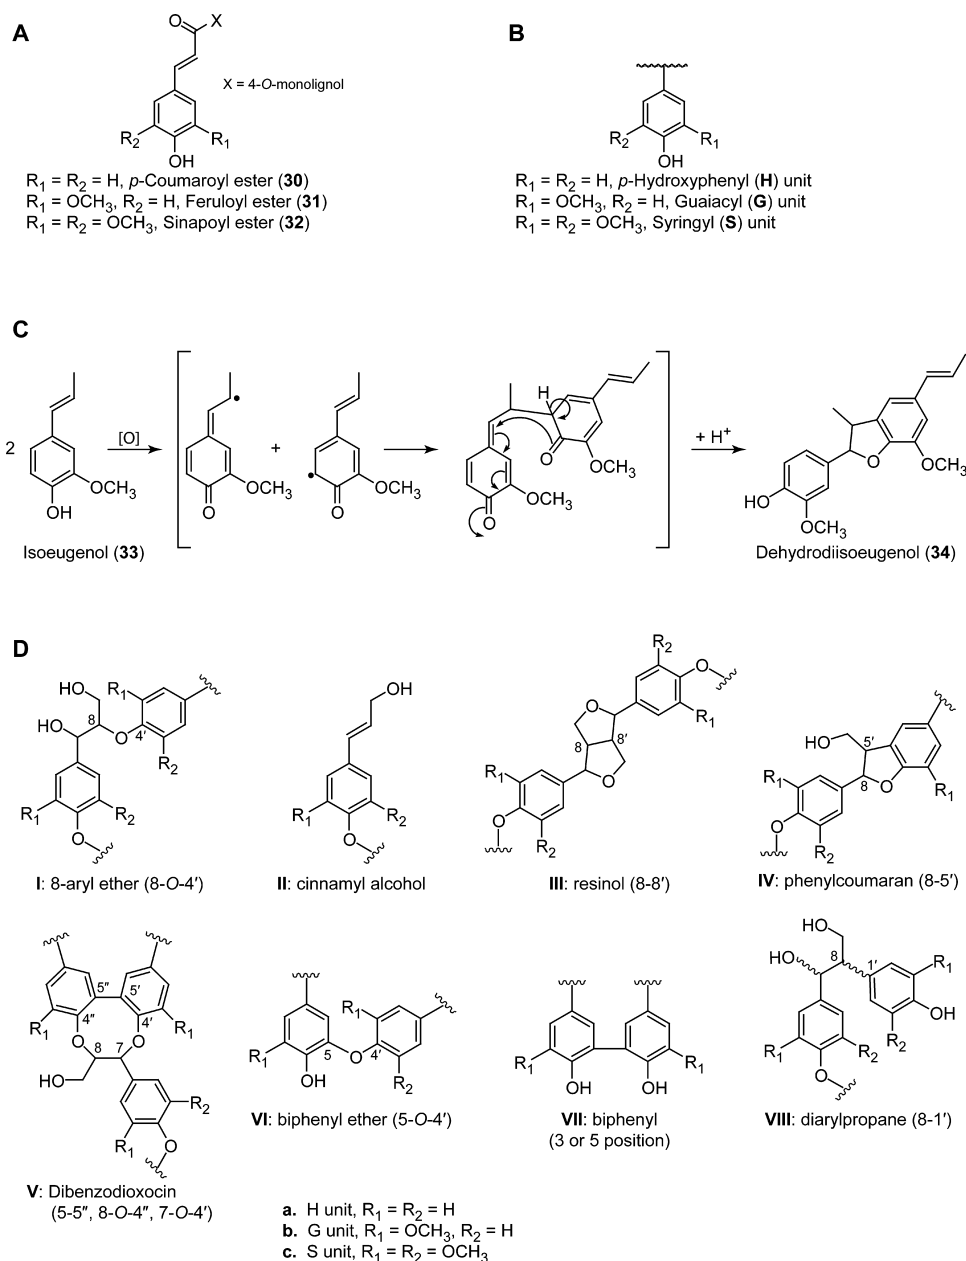 A
O
X
X = 4-O-monolignol
R2
R1
OH
R1 = R2 = H, p-Coumaroyl ester (30)
R1 = OCH3, R2 = H, Feruloyl ester (31)
R1 = R2 = OCH3, Sinapoyl ester (32)
B
R2
R1
OH
R1 = R2 = H, p-Hydroxyphenyl (H) unit
R1 = OCH3, R2 = H, Guaiacyl (G) unit
R1 = R2 = OCH3, Syringyl (S) unit
C
2
OCH3
OH
Isoeugenol (33)
[O]
OCH3
O
+
OCH3
O
H
O
OCH3
OCH3
O
+ H+
O
OCH3
HO
OCH3
Dehydrodiisoeugenol (34)
D
HO
R1
HO
8
O
4′
R2
R1
R2
O
I: 8-aryl ether (8-O-4′)
OH
R1
R2
O
II: cinnamyl alcohol
R2
O
O
R1
8
8′
R1
O
O
R2
III: resinol (8-8′)
HO
5′
R1
8
O
R1
O
R2
IV: phenylcoumaran (8-5′)
5″
5′
R1
4″
4′
R1
O
O
8
7
HO
R2
R1
O
V: Dibenzodioxocin
(5-5″, 8-O-4″, 7-O-4′)
R1
R1
5
O
4′
OH
R2
VI: biphenyl ether (5-O-4′)
R1
R1
OH
OH
VII: biphenyl
(3 or 5 position)
HO
8
1′
HO
R1
OH
R1
R2
R2
O
VIII: diarylpropane (8-1′)
a. H unit, R1 = R2 = H
b. G unit, R1 = OCH3, R2 = H
c. S unit, R1 = R2 = OCH3